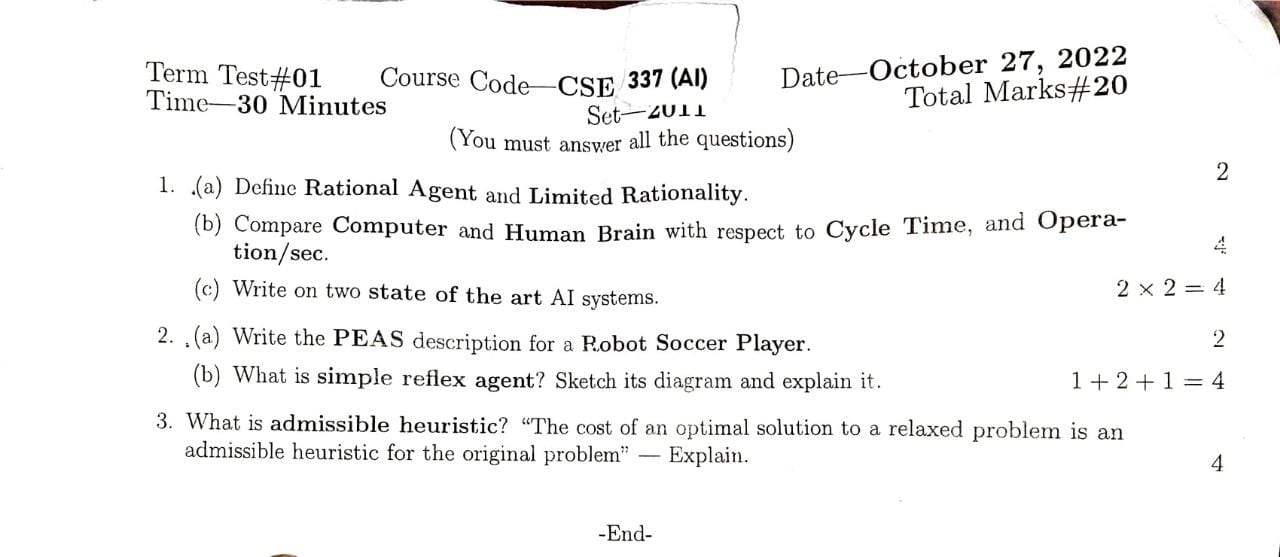 Term Test#01 Course Code—CSE 337 (AI) Date—October 27, 2022
Time—30 Minutes Set—2011 Total Marks#20
(You must answer all the questions)
1. (a) Define Rational Agent and Limited Rationality. 2
(b) Compare Computer and Human Brain with respect to Cycle Time, and Opera-
tion/sec. 4
(c) Write on two state of the art AI systems. 2 × 2 = 4
2. (a) Write the PEAS description for a Robot Soccer Player. 2
(b) What is simple reflex agent? Sketch its diagram and explain it. 1 + 2 + 1 = 4
3. What is admissible heuristic? “The cost of an optimal solution to a relaxed problem is an
admissible heuristic for the original problem” — Explain. 4
-End-